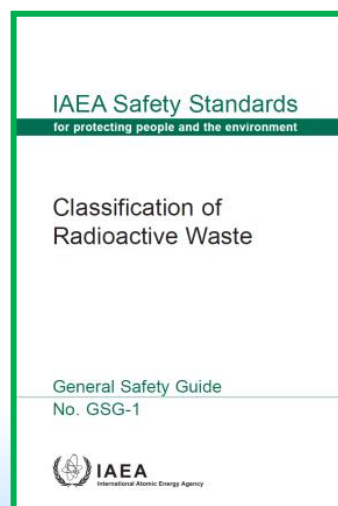 IAEA Safety Standards
for protecting people and the environment
Classification of
Radioactive Waste
General Safety Guide
No. GSG-1
IAEA
International Atomic Energy Agency